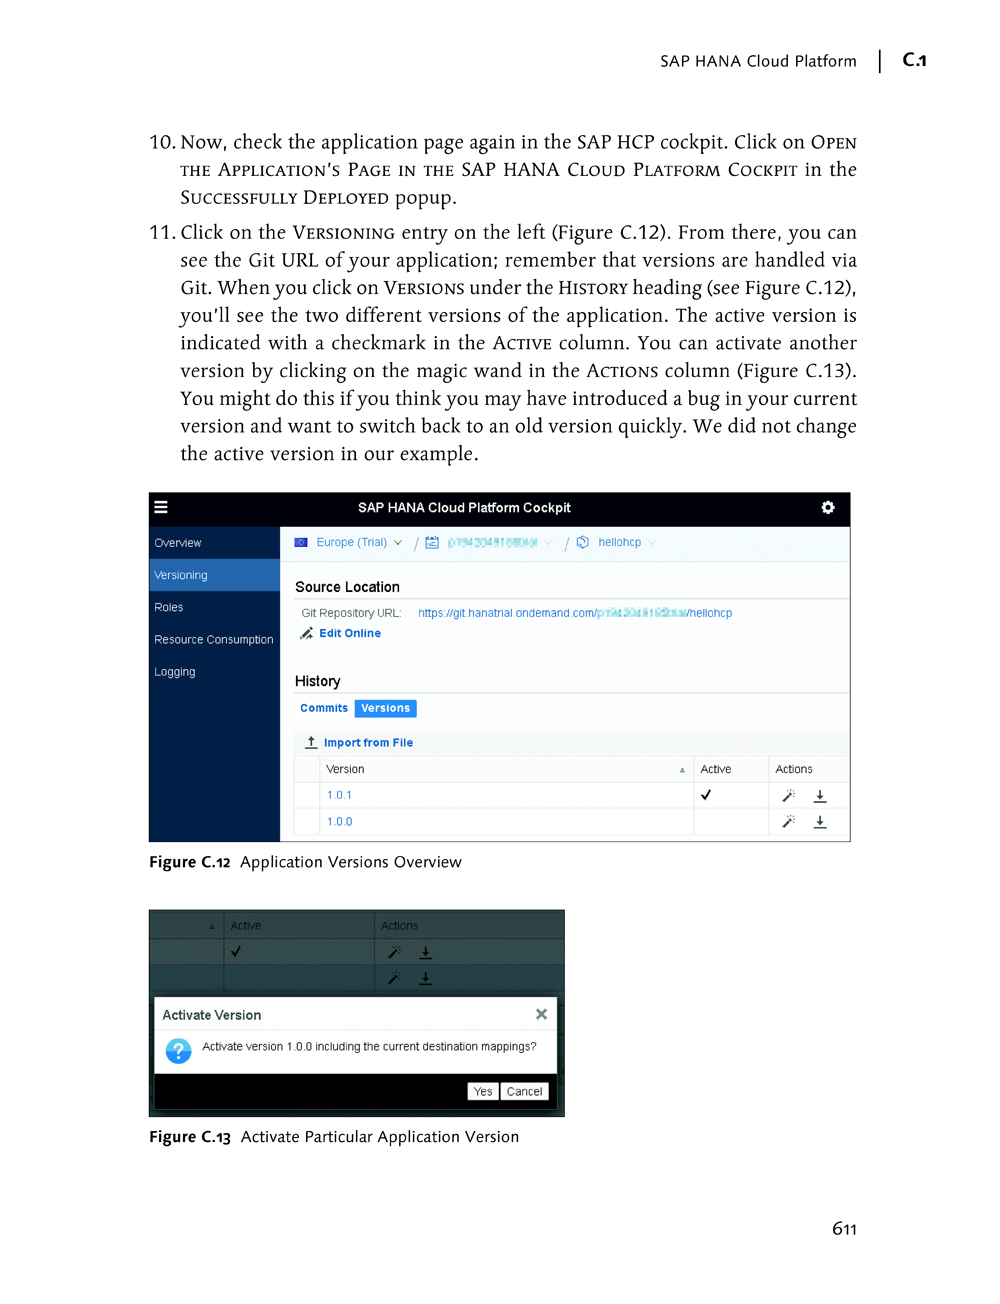 SAP HANA Cloud Platform | C.1
10. Now, check the application page again in the SAP HCP cockpit. Click on Open
the Application's Page in the SAP HANA Cloud Platform Cockpit in the
Successfully Deployed popup.
11. Click on the Versioning entry on the left (Figure C.12). From there, you can
see the Git URL of your application; remember that versions are handled via
Git. When you click on Versions under the History heading (see Figure C.12),
you'll see the two different versions of the application. The active version is
indicated with a checkmark in the Active column. You can activate another
version by clicking on the magic wand in the Actions column (Figure C.13).
You might do this if you think you may have introduced a bug in your current
version and want to switch back to an old version quickly. We did not change
the active version in our example.
SAP HANA Cloud Platform Cockpit
Overview
Europe (Trial) / / hellohcp
Versioning
Source Location
Roles
Git Repository URL: https://git.hanatrial.ondemand.com/ /hellohcp
Edit Online
Resource Consumption
Logging
History
Commits Versions
Import from File
Version Active Actions
1.0.1 ✓
1.0.0
Figure C.12 Application Versions Overview
Active Actions
✓
Activate Version
Activate version 1.0.0 including the current destination mappings?
Yes Cancel
Figure C.13 Activate Particular Application Version
611